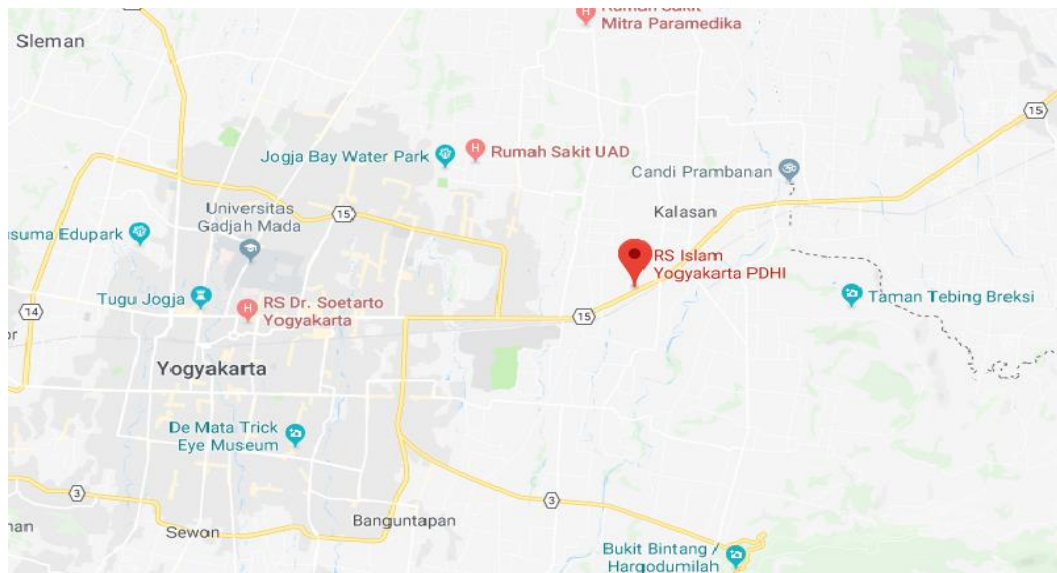 Rumah Sakit
Mitra Paramedika
Sleman
15
Jogja Bay Water Park
Rumah Sakit UAD
Candi Prambanan
Universitas
Gadjah Mada
15
Kalasan
usuma Edupark
RS Islam
Yogyakarta PDHI
Tugu Jogja
RS Dr. Soetarto
Yogyakarta
Taman Tebing Breksi
14
15
or
Yogyakarta
De Mata Trick
Eye Museum
3
3
nan
Sewon
Banguntapan
Bukit Bintang /
Hargodumilah